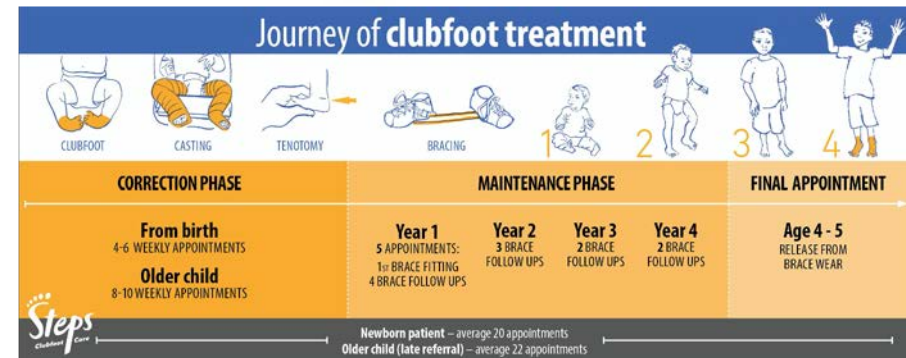 Journey of clubfoot treatment
CLUBFOOT
CASTING
TENOTOMY
BRACING
1
2
3
4
CORRECTION PHASE
MAINTENANCE PHASE
FINAL APPOINTMENT
From birth
4-6 WEEKLY APPOINTMENTS
Older child
8-10 WEEKLY APPOINTMENTS
Year 1
5 APPOINTMENTS:
1ST BRACE FITTING
4 BRACE FOLLOW UPS
Year 2
3 BRACE
FOLLOW UPS
Year 3
2 BRACE
FOLLOW UPS
Year 4
2 BRACE
FOLLOW UPS
Age 4 - 5
RELEASE FROM
BRACE WEAR
Steps
Clubfoot Care
Newborn patient – average 20 appointments
Older child (late referral) – average 22 appointments